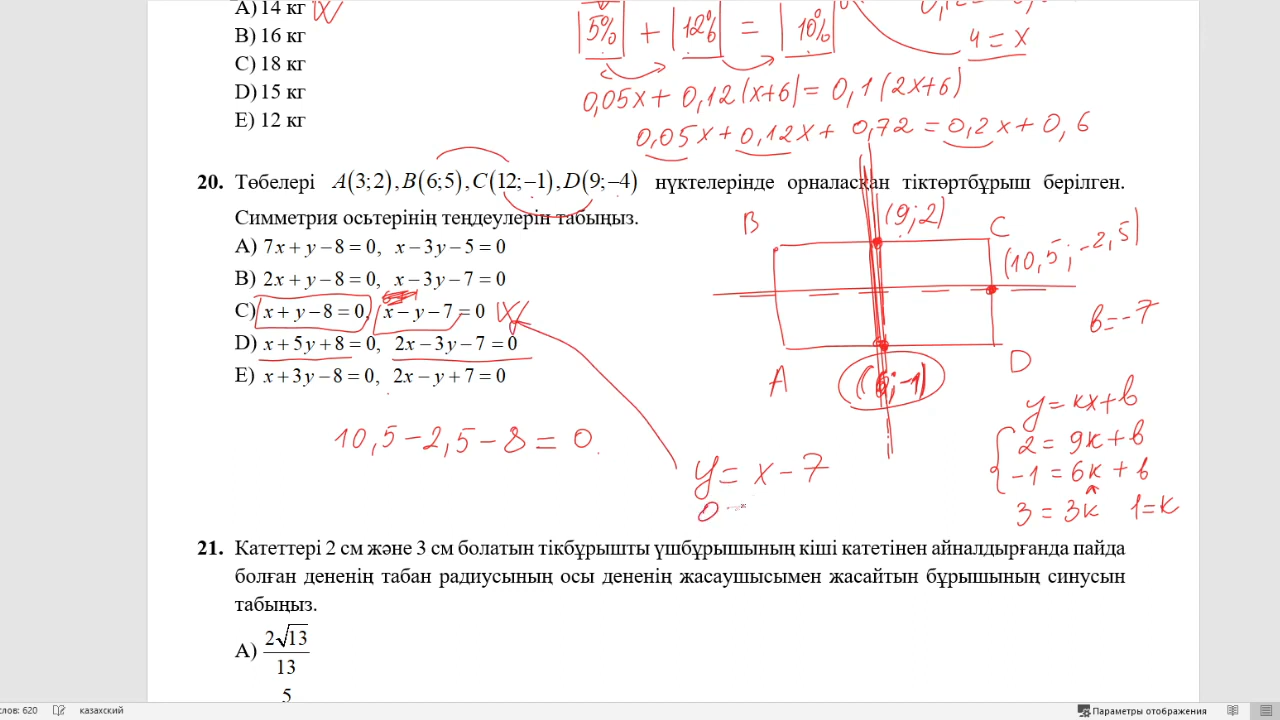 A) 14 кг
B) 16 кг
C) 18 кг
D) 15 кг
E) 12 кг
5% + 12% = 10%
4 = x
0,05x + 0,12(x+6) = 0,1(2x+6)
0,05x + 0,12x + 0,72 = 0,2x + 0,6
20. Төбелері A(3;2), B(6;5), C(12;−1), D(9;−4) нүктелерінде орналасқан тіктөртбұрыш берілген.
Симметрия осьтерінің теңдеулерін табыңыз.
A) 7x + y − 8 = 0, x − 3y − 5 = 0
B) 2x + y − 8 = 0, x − 3y − 7 = 0
C) x + y − 8 = 0, x − y − 7 = 0
D) x + 5y + 8 = 0, 2x − 3y − 7 = 0
E) x + 3y − 8 = 0, 2x − y + 7 = 0
B
(9;2)
C
(10,5; −2,5)
в = −7
A
(6;−1)
D
10,5 − 2,5 − 8 = 0
y = x − 7
0 −
y = kx + в
2 = 9k + в
−1 = 6k + в
3 = 3k 1 = k
21. Катеттері 2 см және 3 см болатын тікбұрышты үшбұрышының кіші катетінен айналдырғанда пайда
болған дененің табан радиусының осы дененің жасаушысымен жасайтын бұрышының синусын
табыңыз.
A) 2√13
13
5
слов: 620 казахский Параметры отображения